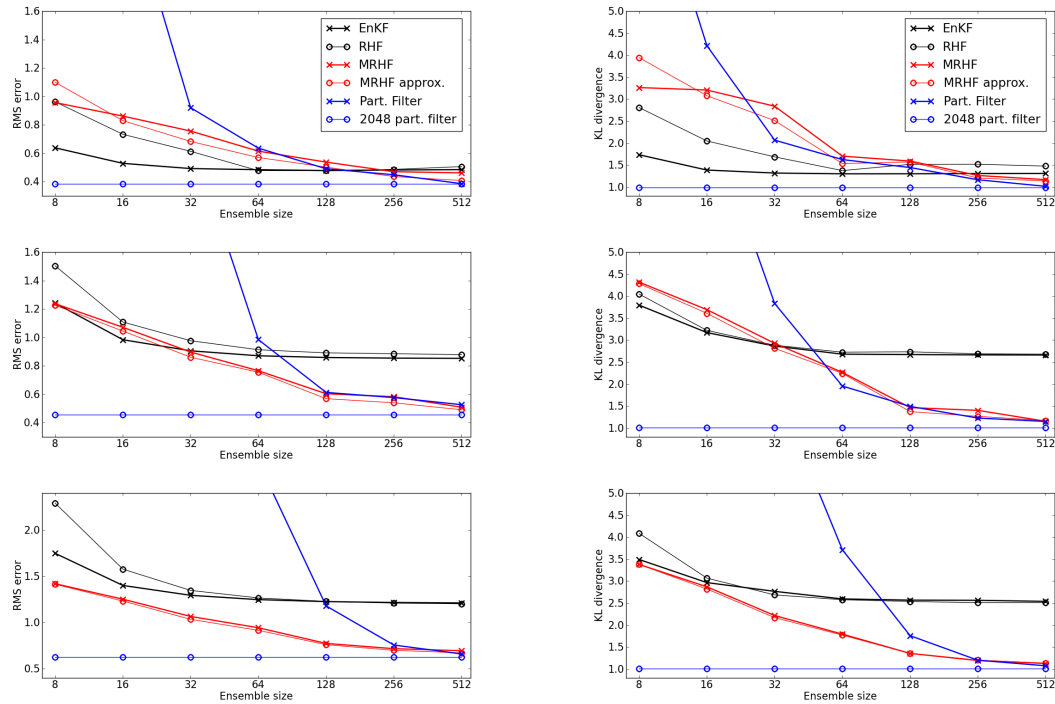 1.6
1.4
1.2
1.0
0.8
0.6
0.4
RMS error
8 16 32 64 128 256 512
Ensemble size
EnKF
RHF
MRHF
MRHF approx.
Part. Filter
2048 part. filter
5.0
4.5
4.0
3.5
3.0
2.5
2.0
1.5
1.0
KL divergence
8 16 32 64 128 256 512
Ensemble size
EnKF
RHF
MRHF
MRHF approx.
Part. Filter
2048 part. filter
1.6
1.4
1.2
1.0
0.8
0.6
0.4
RMS error
8 16 32 64 128 256 512
Ensemble size
5.0
4.5
4.0
3.5
3.0
2.5
2.0
1.5
1.0
KL divergence
8 16 32 64 128 256 512
Ensemble size
2.0
1.5
1.0
0.5
RMS error
8 16 32 64 128 256 512
Ensemble size
5.0
4.5
4.0
3.5
3.0
2.5
2.0
1.5
1.0
KL divergence
8 16 32 64 128 256 512
Ensemble size